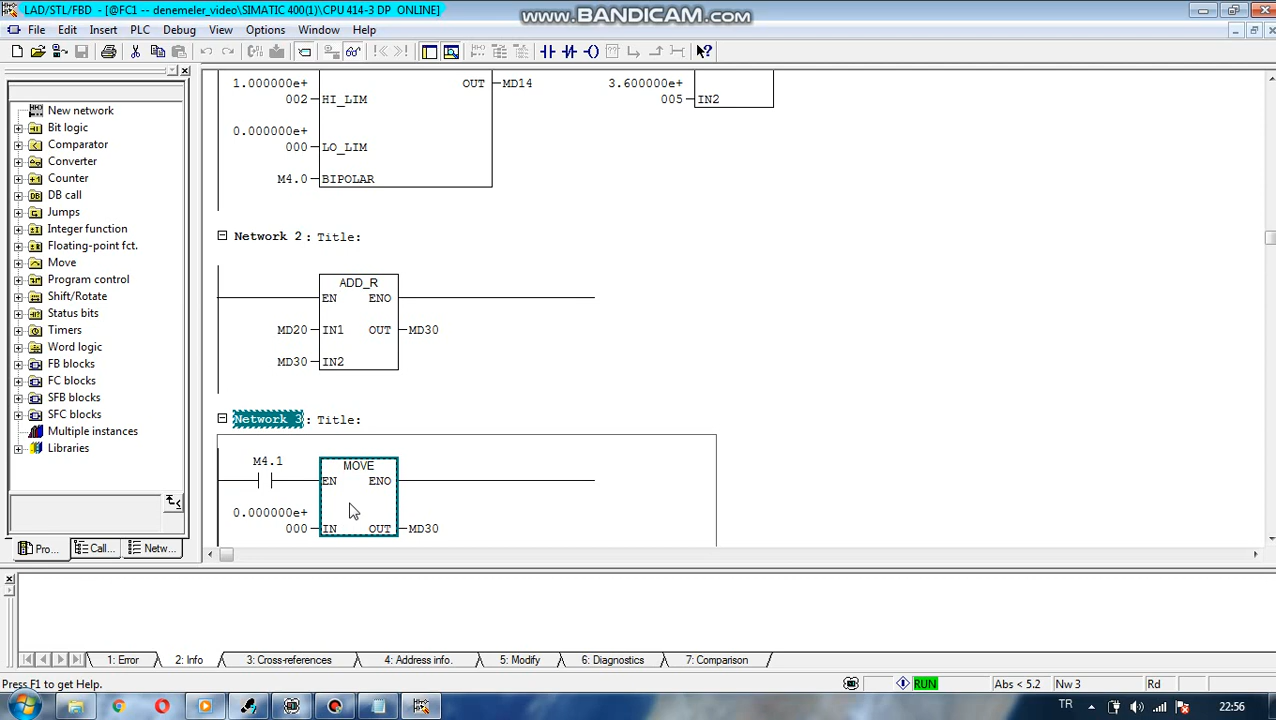 LAD/STL/FBD - [@FC1 -- denemeler_video\SIMATIC 400(1)\CPU 414-3 DP ONLINE]
www.BANDICAM.com
File Edit Insert PLC Debug View Options Window Help
New network
Bit logic
Comparator
Converter
Counter
DB call
Jumps
Integer function
Floating-point fct.
Move
Program control
Shift/Rotate
Status bits
Timers
Word logic
FB blocks
FC blocks
SFB blocks
SFC blocks
Multiple instances
Libraries
Pro... Call... Netw...
1.000000e+ OUT MD14 3.600000e+
002 HI_LIM 005 IN2
0.000000e+
000 LO_LIM
M4.0 BIPOLAR
Network 2 : Title:
ADD_R
EN ENO
MD20 IN1 OUT MD30
MD30 IN2
Network 3 : Title:
M4.1 MOVE
EN ENO
0.000000e+
000 IN OUT MD30
1: Error 2: Info 3: Cross-references 4: Address info. 5: Modify 6: Diagnostics 7: Comparison
Press F1 to get Help. RUN Abs < 5.2 Nw 3 Rd
TR 22:56